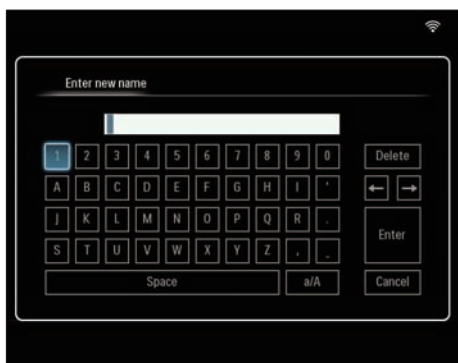 Enter new name
1 2 3 4 5 6 7 8 9 0 Delete
A B C D E F G H I ' ← →
J K L M N O P Q R .
Enter
S T U V W X Y Z , _
Space a/A Cancel